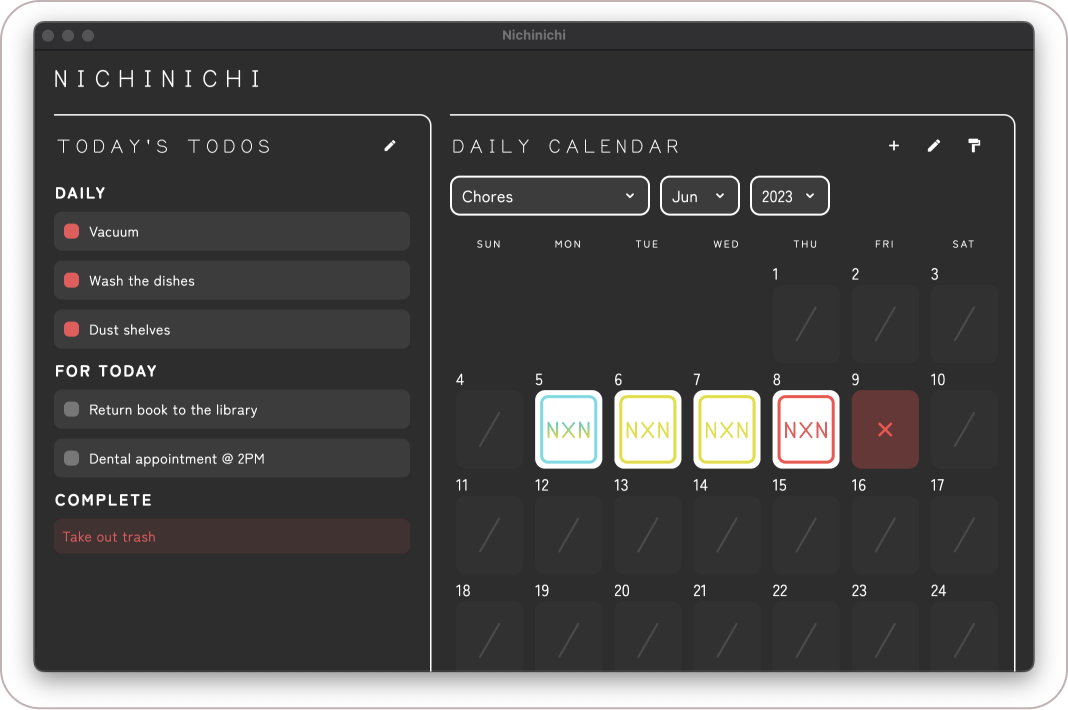 Nichinichi
NICHINICHI
TODAY'S TODOS
DAILY
Vacuum
Wash the dishes
Dust shelves
FOR TODAY
Return book to the library
Dental appointment @ 2PM
COMPLETE
Take out trash
DAILY CALENDAR
Chores Jun 2023
SUN MON TUE WED THU FRI SAT
1 2 3
4 5 6 7 8 9 10
NXN NXN NXN NXN
11 12 13 14 15 16 17
18 19 20 21 22 23 24